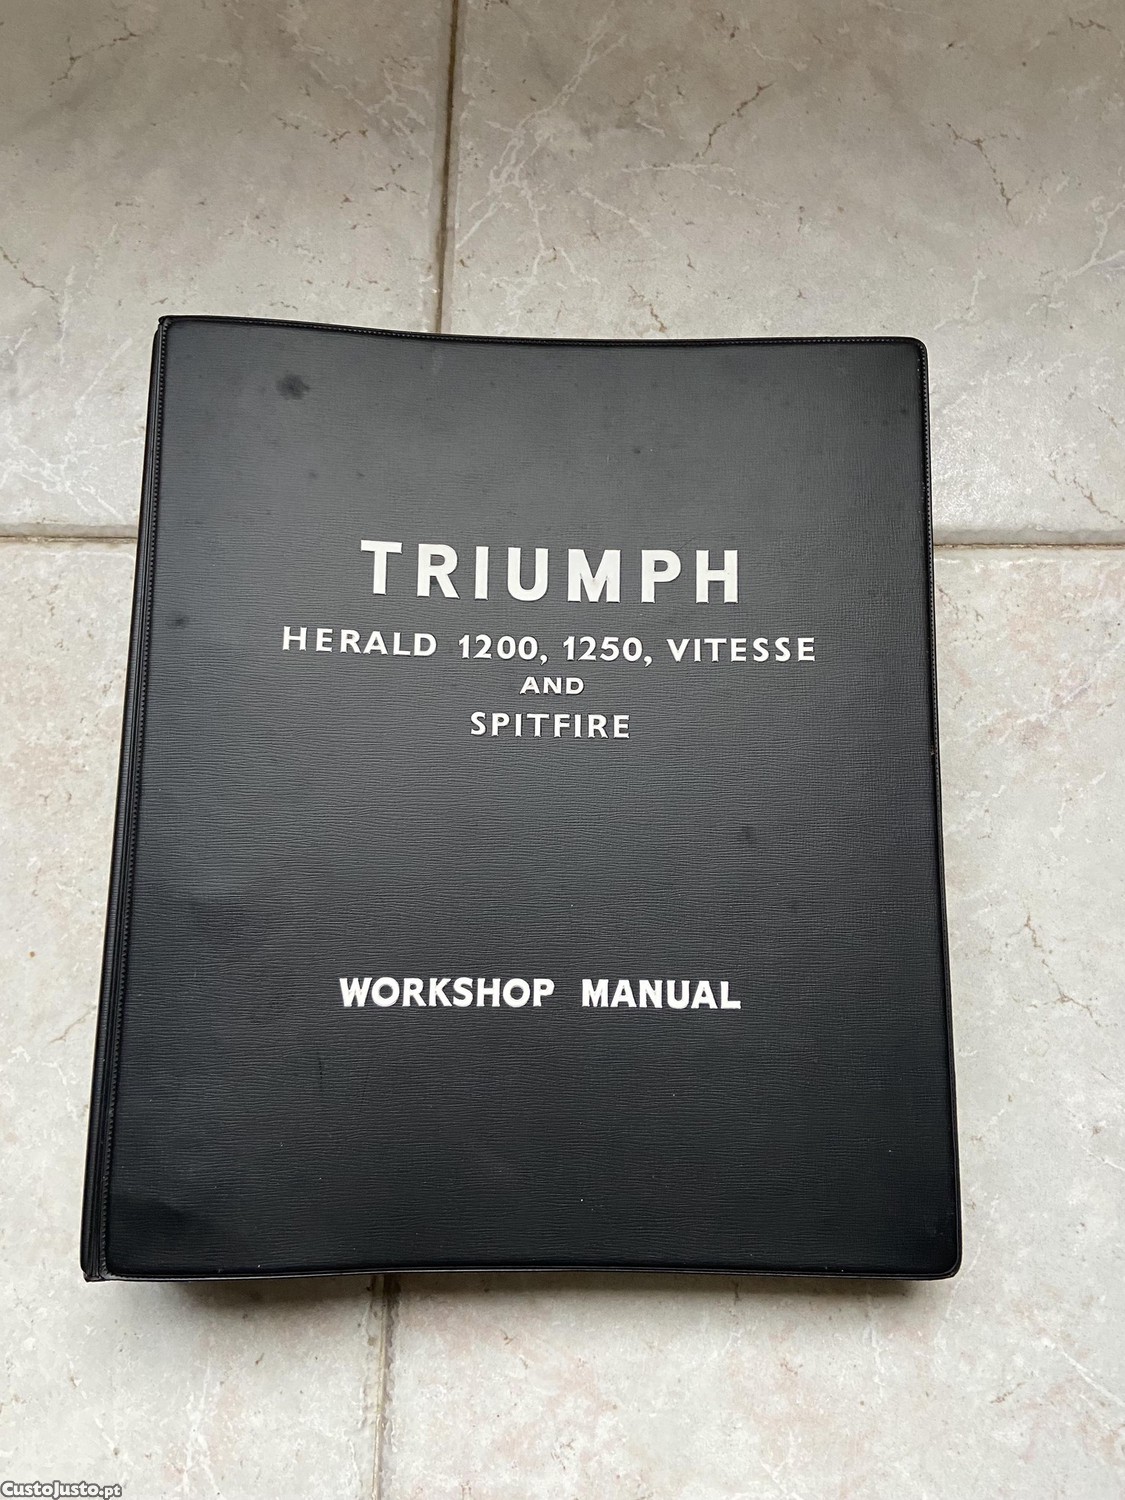 TRIUMPH
HERALD 1200, 1250, VITESSE
AND
SPITFIRE
WORKSHOP MANUAL
CustoJusto.pt